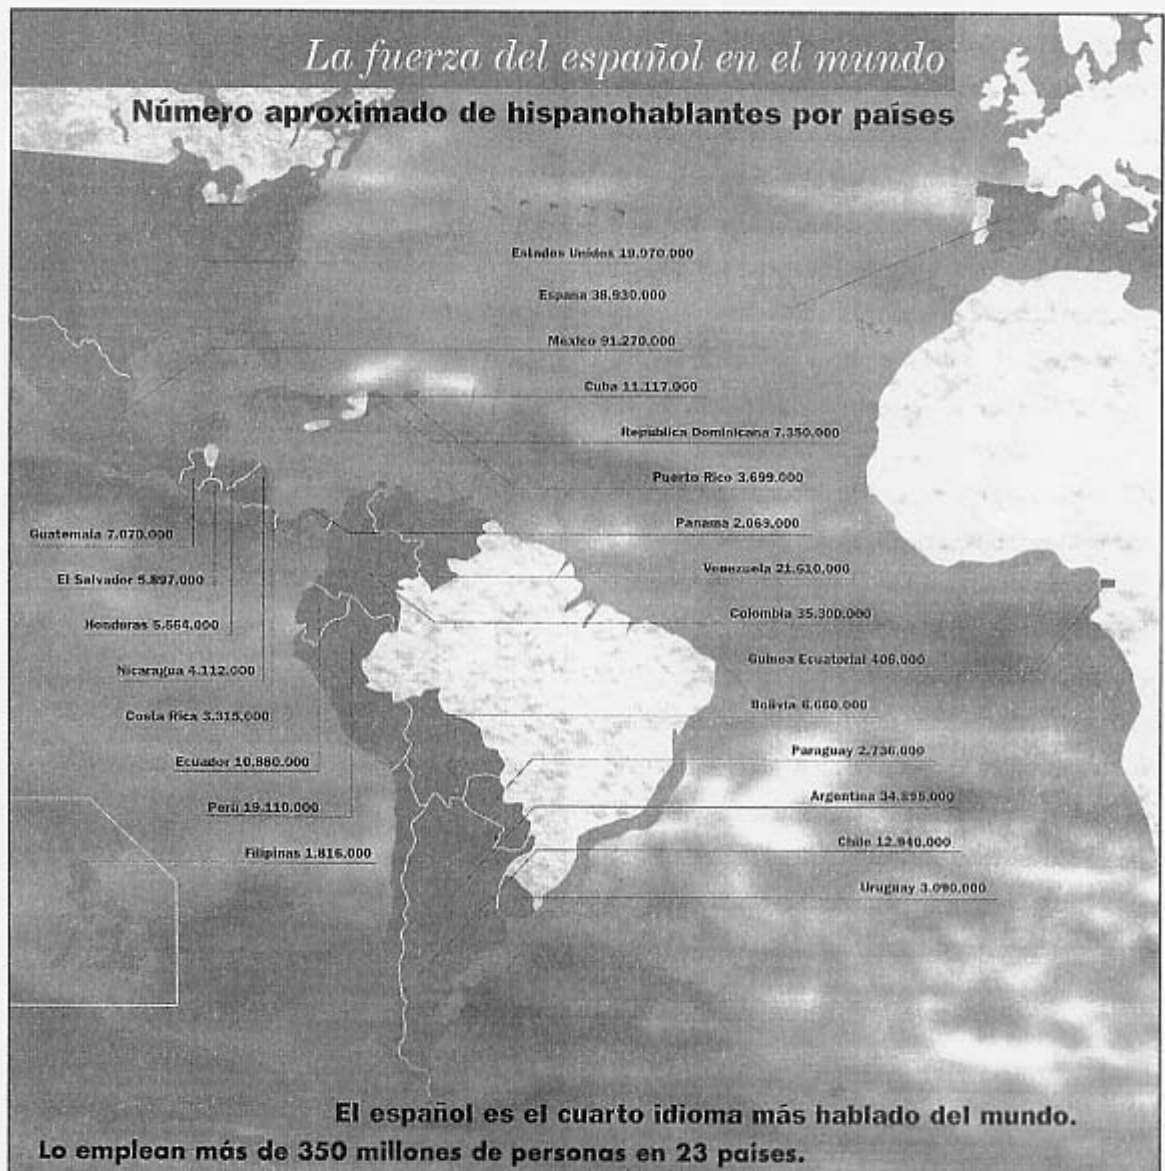 La fuerza del español en el mundo
Número aproximado de hispanohablantes por países
Estados Unidos 19.970.000
España 38.930.000
México 91.270.000
Cuba 11.117.000
República Dominicana 7.350.000
Puerto Rico 3.699.000
Panama 2.069.000
Venezuela 21.610.000
Colombia 35.300.000
Guinea Ecuatorial 406.000
Bolivia 6.660.000
Paraguay 2.736.000
Argentina
Chile 12.940.000
Uruguay 3.090.000
Guatemala 7.070.000
El Salvador 5.897.000
Honduras 5.564.000
Nicaragua 4.112.000
Costa Rica 3.315.000
Ecuador 10.880.000
Perú 19.110.000
Filipinas 1.816.000
El español es el cuarto idioma más hablado del mundo.
Lo emplean más de 350 millones de personas en 23 países.